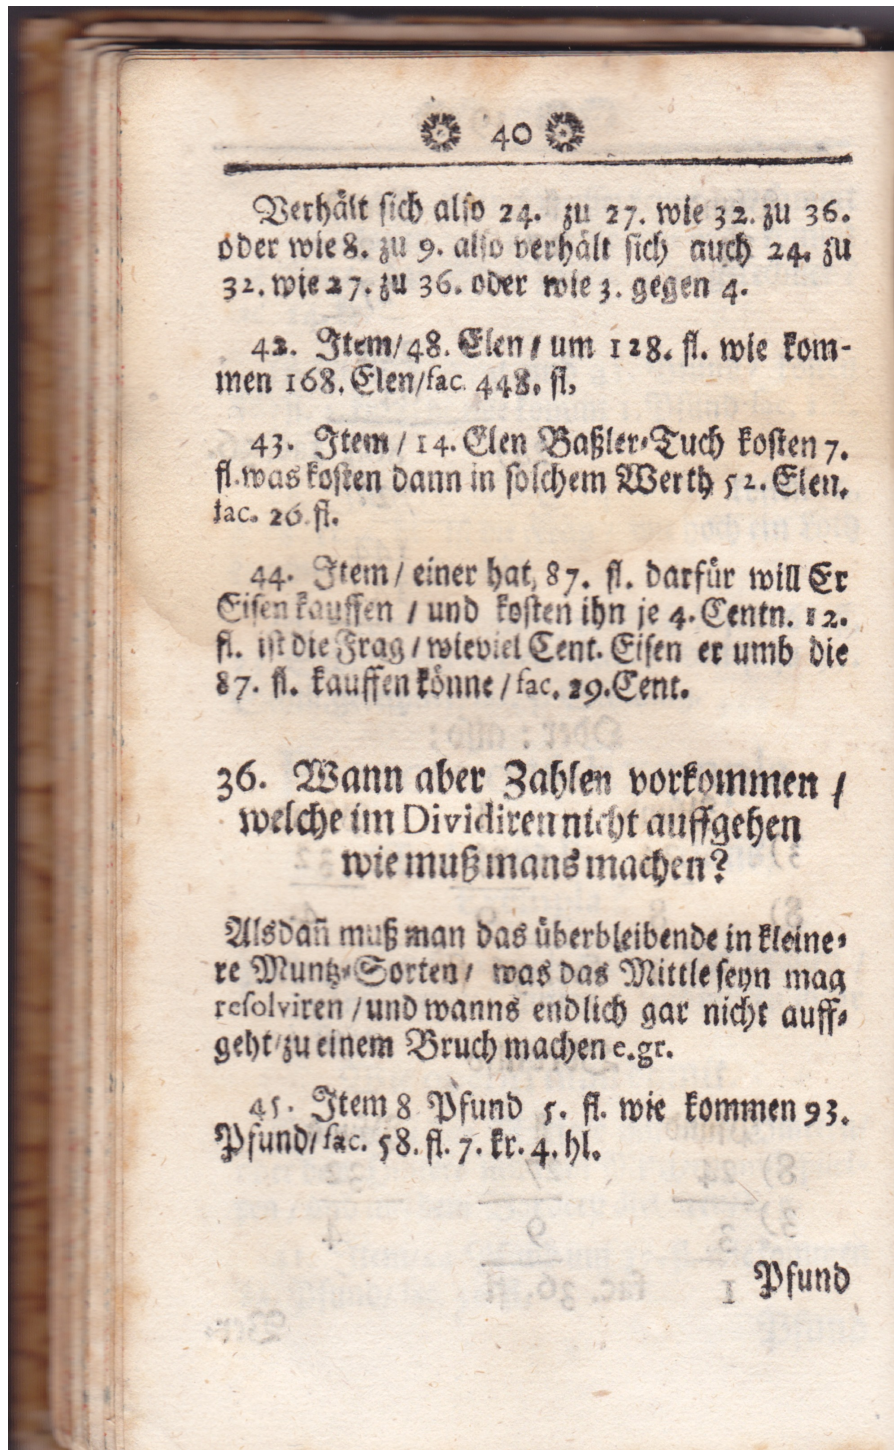 40
Verhält sich also 24. zu 27. wie 32. zu 36.
oder wie 8. zu 9. also verhält sich auch 24. zu
32. wie 27. zu 36. oder wie 3. gegen 4.
42. Item/48. Elen / um 128. fl. wie kom-
men 168. Elen/fac. 448. fl,
43. Item / 14. Elen Baßler-Tuch kosten 7.
fl. was kosten dann in solchem Werth 52. Elen.
fac. 26. fl.
44. Item / einer hat, 87. fl. darfür will Er
Eisen kauffen / und kosten ihn je 4. Centn. 12.
fl. ist die Frag / wieviel Cent. Eisen er umb die
87. fl. kauffen könne / fac. 29. Cent.
36. Wann aber Zahlen vorkommen /
welche im Dividiren nicht auffgehen
wie muß mans machen?
Alsdañ muß man das überbleibende in kleine-
re Muntz-Sorten / was das Mittle seyn mag
resolviren / und wanns endlich gar nicht auff-
geht / zu einem Bruch machen e. gr.
45. Item 8 Pfund 5. fl. wie kommen 93.
Pfund / fac. 58. fl. 7. kr. 4. hl.
Pfund